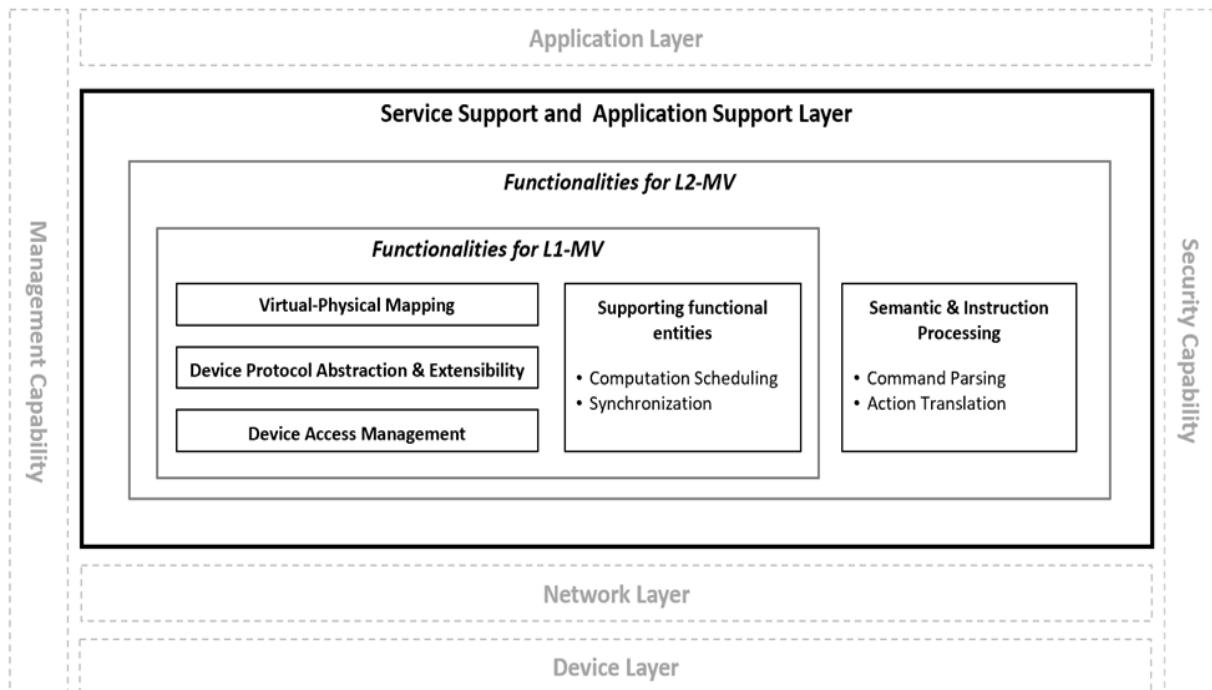 Application Layer
Service Support and  Application Support Layer
Functionalities for L2-MV
Functionalities for L1-MV
Virtual-Physical Mapping
Device Protocol Abstraction & Extensibility
Device Access Management
Supporting functional
entities
• Computation Scheduling
• Synchronization
Semantic & Instruction
Processing
• Command Parsing
• Action Translation
Management Capability
Security Capability
Network Layer
Device Layer